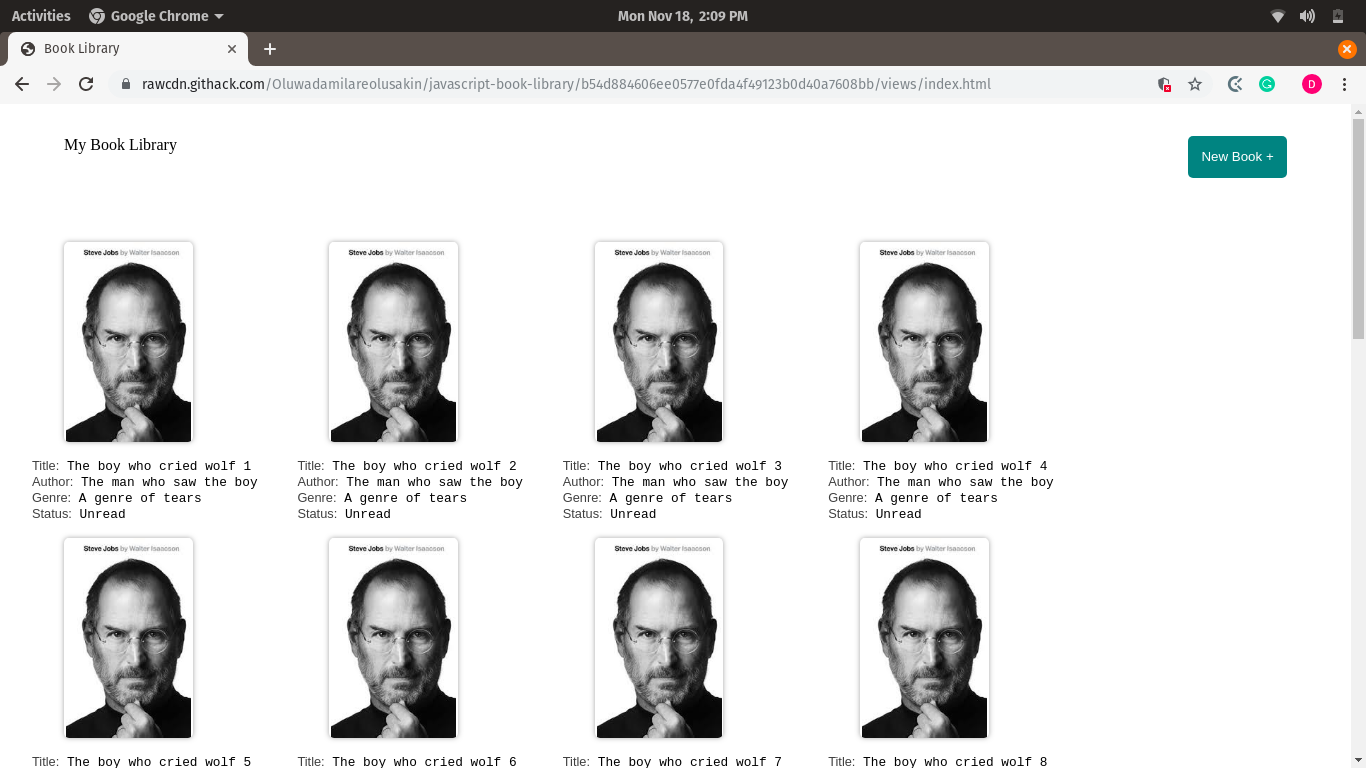 Activities Google Chrome Mon Nov 18, 2:09 PM
Book Library
rawcdn.githack.com/Oluwadamilareolusakin/javascript-book-library/b54d884606ee0577e0fda4f49123b0d40a7608bb/views/index.html D
My Book Library New Book +
Steve Jobs by Walter Isaacson Steve Jobs by Walter Isaacson Steve Jobs by Walter Isaacson Steve Jobs by Walter Isaacson
Title: The boy who cried wolf 1 Title: The boy who cried wolf 2 Title: The boy who cried wolf 3 Title: The boy who cried wolf 4
Author: The man who saw the boy Author: The man who saw the boy Author: The man who saw the boy Author: The man who saw the boy
Genre: A genre of tears Genre: A genre of tears Genre: A genre of tears Genre: A genre of tears
Status: Unread Status: Unread Status: Unread Status: Unread
Steve Jobs by Walter Isaacson Steve Jobs by Walter Isaacson Steve Jobs by Walter Isaacson Steve Jobs by Walter Isaacson
Title: The boy who cried wolf 5 Title: The boy who cried wolf 6 Title: The boy who cried wolf 7 Title: The boy who cried wolf 8